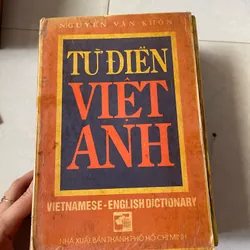 NGUYỄN VĂN KHÔN
TỪ ĐIỂN
VIỆT
ANH
VIETNAMESE-ENGLISH DICTIONARY
NHÀ XUẤT BẢN THÀNH PHỐ HỒ CHÍ MINH